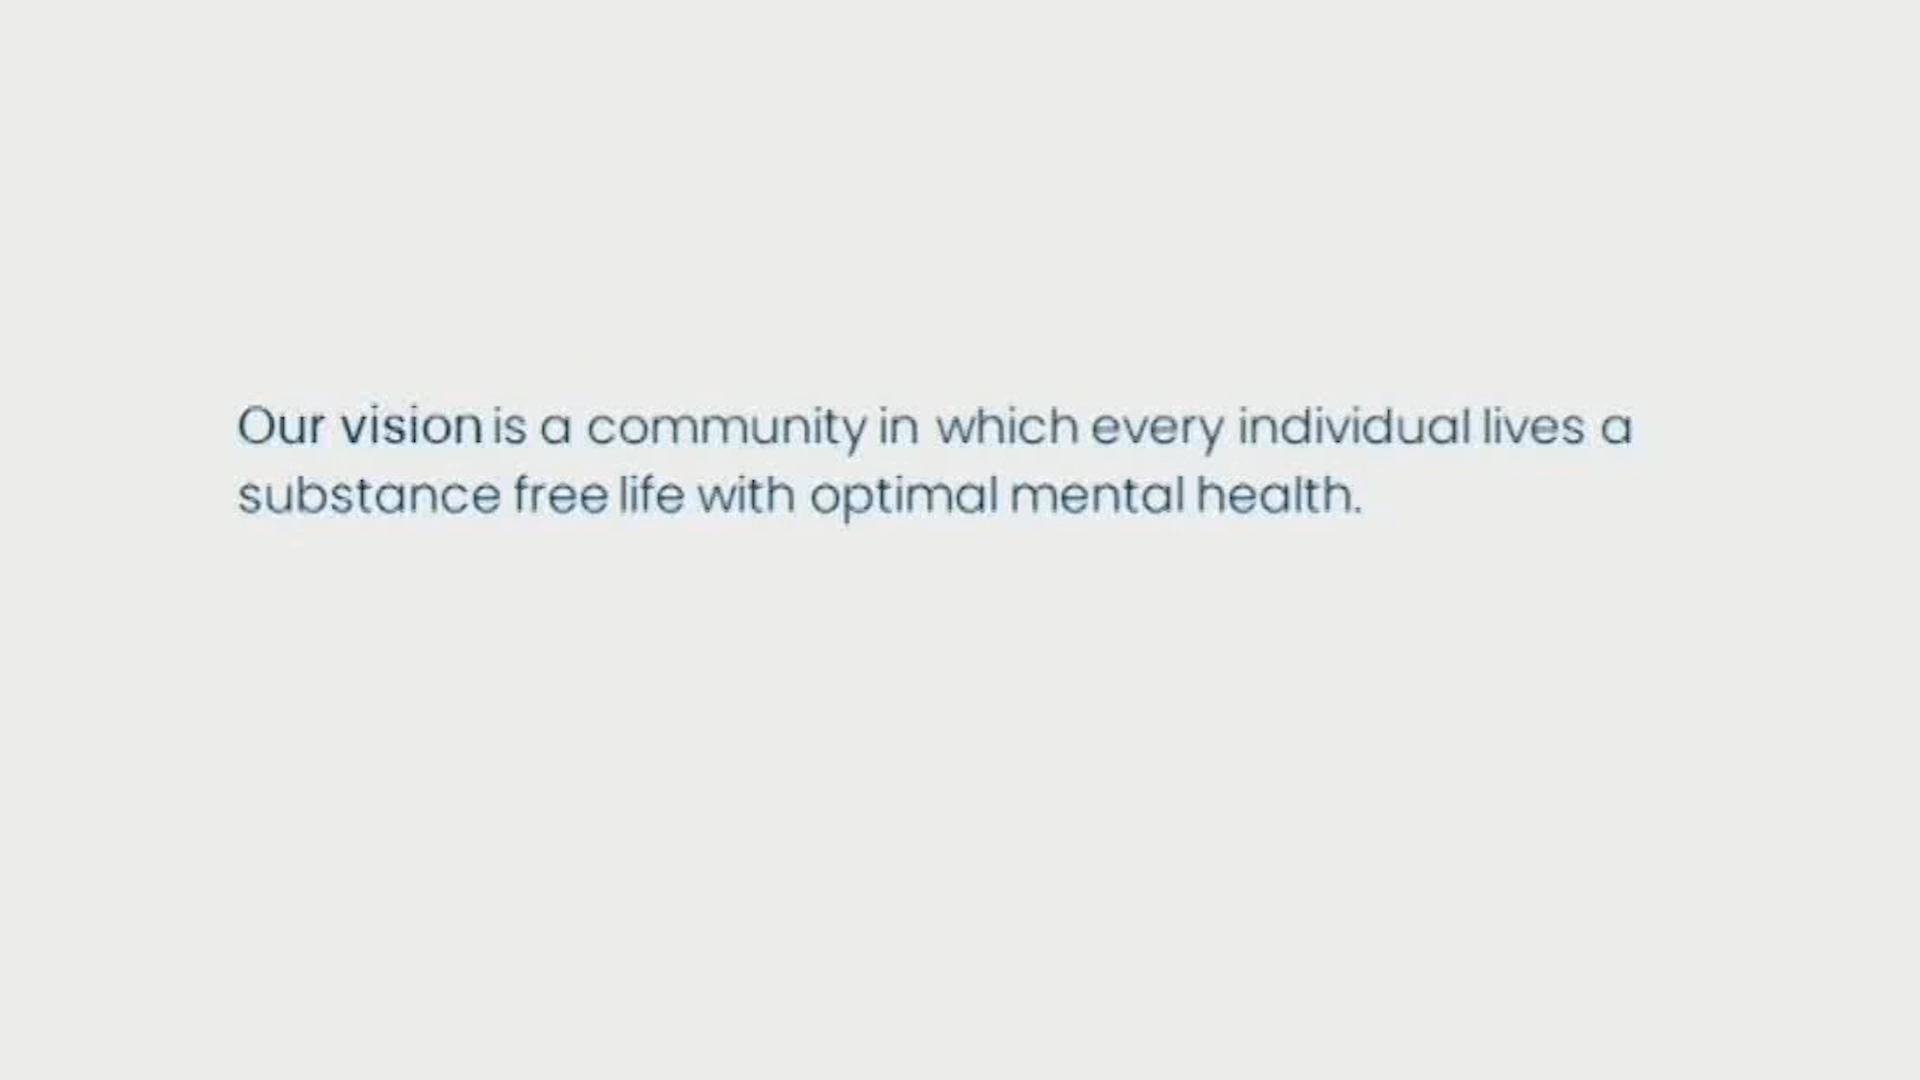 Our vision is a community in which every individual lives a
substance free life with optimal mental health.